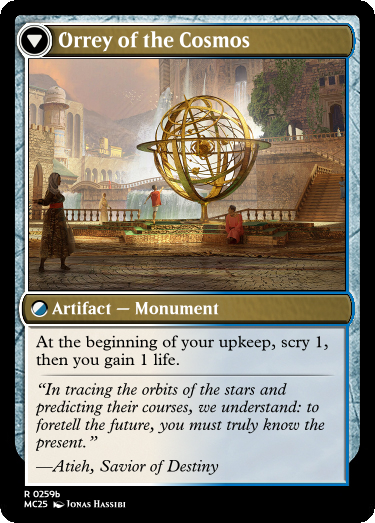 Orrey of the Cosmos
Artifact — Monument
At the beginning of your upkeep, scry 1,
then you gain 1 life.
“In tracing the orbits of the stars and
predicting their courses, we understand: to
foretell the future, you must truly know the
present.”
—Atieh, Savior of Destiny
R 0259b
MC25 Jonas Hassibi